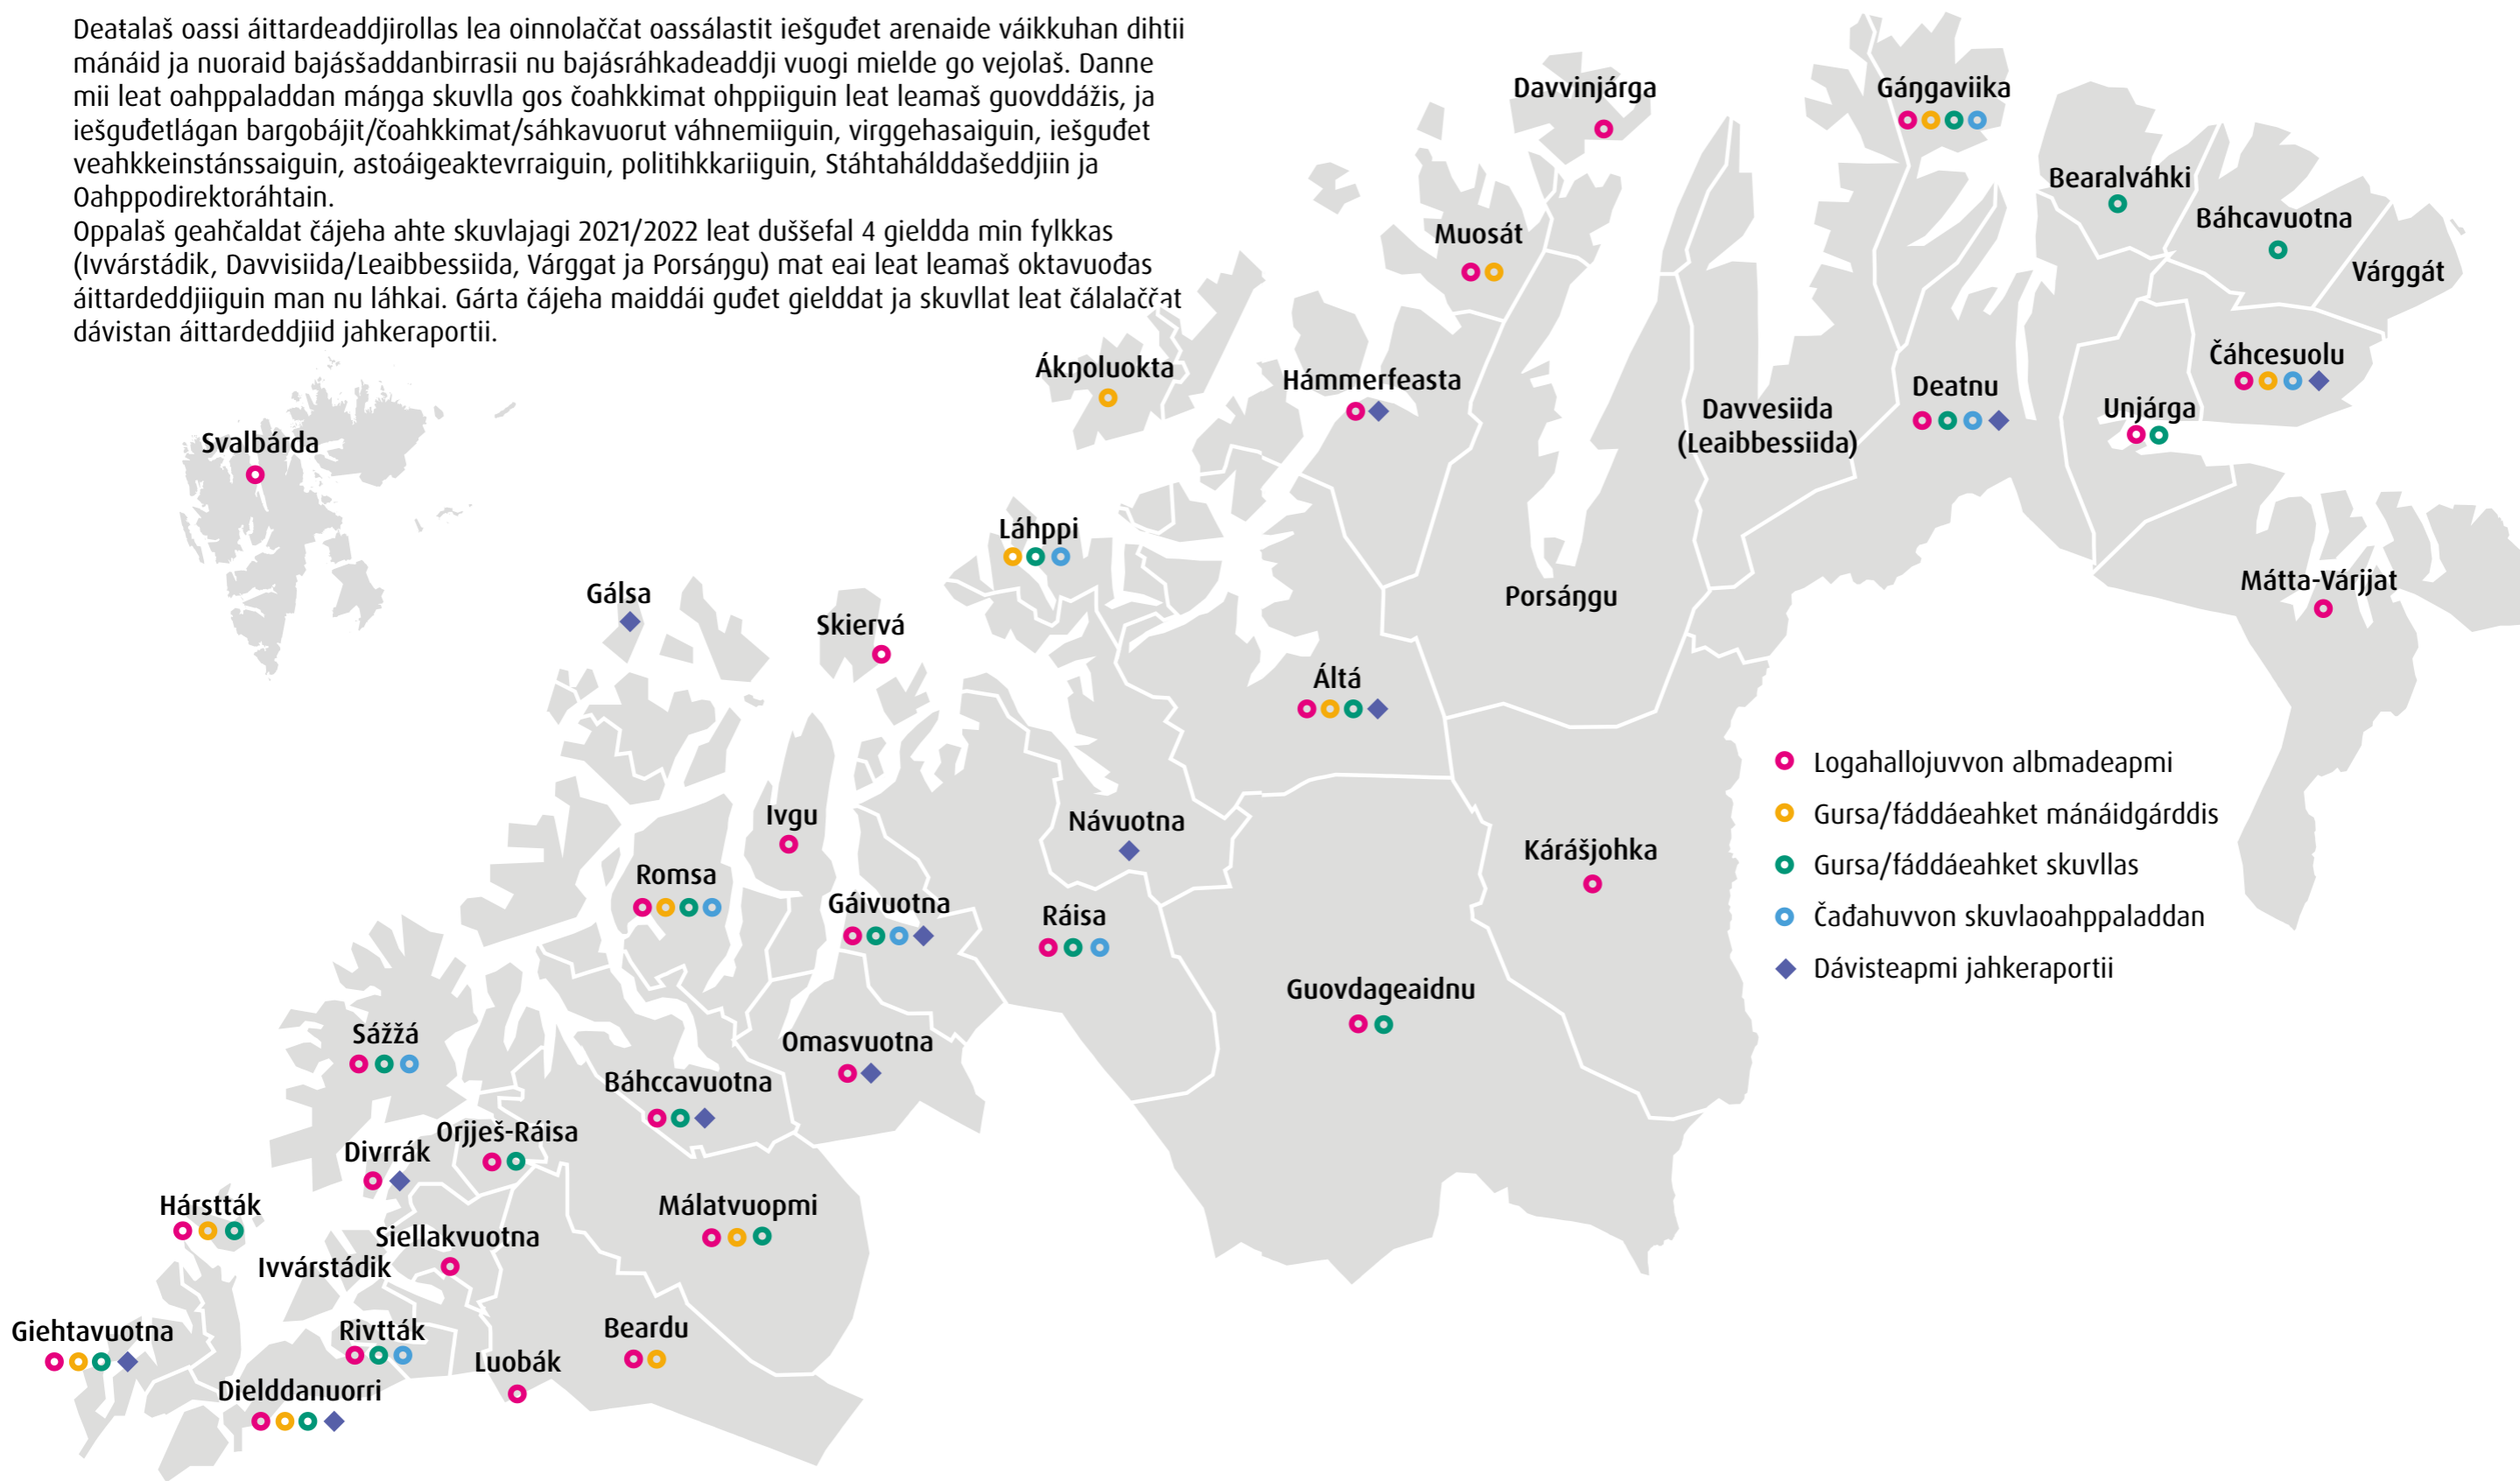 Deaŧalaš oassi áittardeaddjirollas lea oinnolaččat oassálastit iešguđet arenaide váikkuhan dihtii
mánáid ja nuoraid bajásšaddanbirrasii nu bajásráhkadeaddji vuogi mielde go vejolaš. Danne
mii leat oahppaladdan máŋga skuvlla gos čoahkkimat ohppiiguin leat leamaš guovddážis, ja
iešguđetlágan bargobájit/čoahkkimat/sáhkavuorut váhnemiiguin, virggehasaiguin, iešguđet
veahkkeinstánssaiguin, astoáigeaktevrraiguin, politihkkariiguin, Stáhtahálddašeddjiin ja
Oahppodirektoráhtain.
Oppalaš geahčaldat čájeha ahte skuvlajagi 2021/2022 leat duššefal 4 gieldda min fylkkas
(Ivvárstádik, Davvisiida/Leaibbessiida, Várggat ja Porsáŋgu) mat eai leat leamaš oktavuođas
áittardeddjiiguin man nu láhkai. Gárta čájeha maiddái guđet gielddat ja skuvllat leat čálalaččat
dávistan áittardeddjiid jahkeraportii.
Davvinjárga
Gáŋgaviika
Bearalváhki
Báhcavuotna
Muosát
Várggát
Čáhcesuolu
Ákŋoluokta
Hámmerfeasta
Deatnu
Davvesiida
(Leaibbessiida)
Unjárga
Svalbárda
Láhppi
Mátta-Várjjat
Gálsa
Porsáŋgu
Skiervá
Áltá
Logahallojuvvon albmadeapmi
Gursa/fáddáeahket mánáidgárddis
Gursa/fáddáeahket skuvllas
Čađahuvvon skuvlaoahppaladdan
Dávisteapmi jahkeraportii
Ivgu
Návuotna
Kárášjohka
Romsa
Gáivuotna
Ráisa
Guovdageaidnu
Sážžá
Omasvuotna
Báhccavuotna
Orjješ-Ráisa
Divrrák
Hárstták
Málatvuopmi
Siellakvuotna
Ivvárstádik
Giehtavuotna
Rivtták
Beardu
Luobák
Dielddanuorri